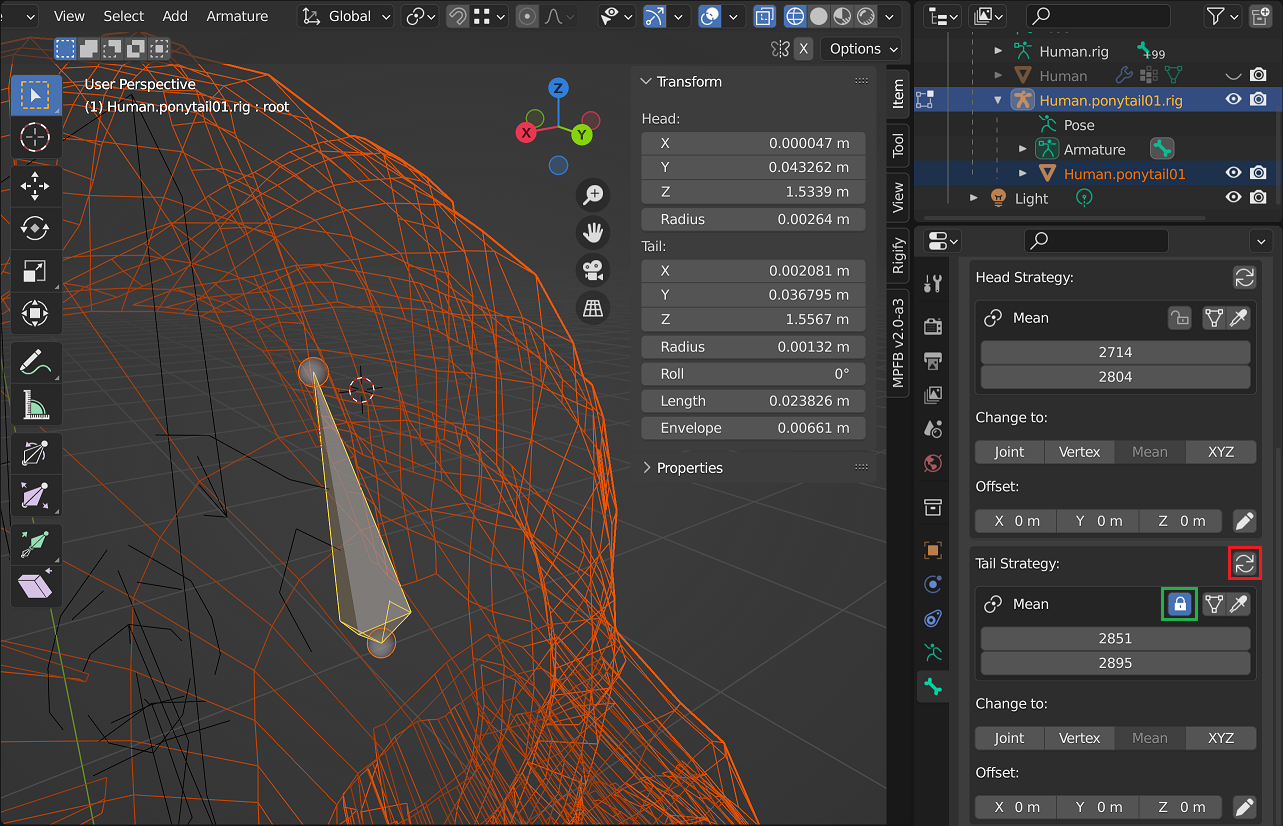 View Select Add Armature Global
X Options
User Perspective
(1) Human.ponytail01.rig : root
Z
X
Y
Transform
Head:
X 0.000047 m
Y 0.043262 m
Z 1.5339 m
Radius 0.00264 m
Tail:
X 0.002081 m
Y 0.036795 m
Z 1.5567 m
Radius 0.00132 m
Roll 0°
Length 0.023826 m
Envelope 0.00661 m
Properties
Item
Tool
View
Rigify
MPFB v2.0-a3
Human.rig 99
Human
Human.ponytail01.rig
Pose
Armature
Human.ponytail01
Light
Head Strategy:
Mean
2714
2804
Change to:
Joint Vertex Mean XYZ
Offset:
X 0 m Y 0 m Z 0 m
Tail Strategy:
Mean
2851
2895
Change to:
Joint Vertex Mean XYZ
Offset:
X 0 m Y 0 m Z 0 m